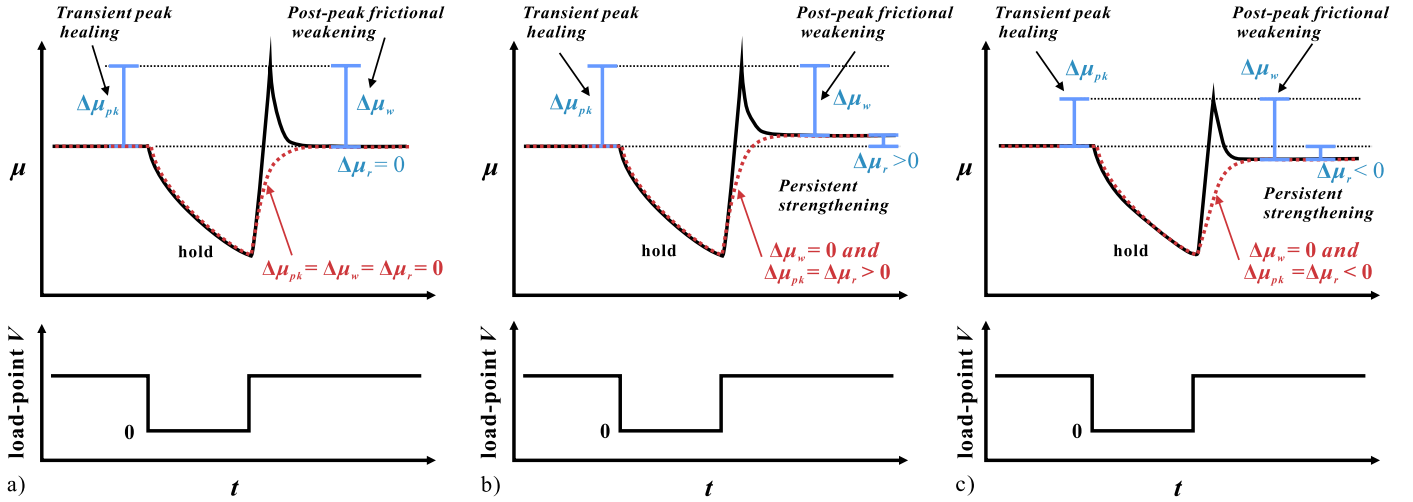 Transient peak
healing
Post-peak frictional
weakening
Δμpk
Δμw
μ
Δμr = 0
hold
Δμpk = Δμw = Δμr = 0
load-point V
0
a)
t
Transient peak
healing
Post-peak frictional
weakening
Δμpk
Δμw
μ
Δμr >0
Persistent
strengthening
hold
Δμw = 0 and
Δμpk = Δμr > 0
load-point V
0
b)
t
Transient peak
healing
Post-peak frictional
weakening
Δμpk
Δμw
μ
Δμr < 0
Persistent
strengthening
hold
Δμw = 0 and
Δμpk = Δμr < 0
load-point V
0
c)
t